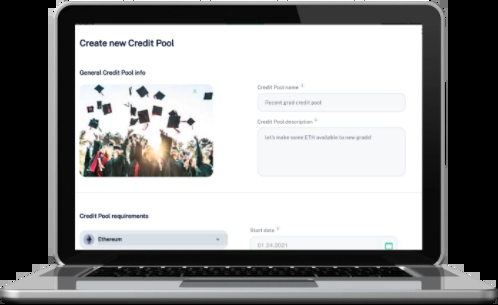 Create new Credit Pool
General Credit Pool info
Credit Pool name
Recent grad credit pool
Credit Pool description
let's make some ETH available to new grads!
Credit Pool requirements
Ethereum
Start date
01.24.2021